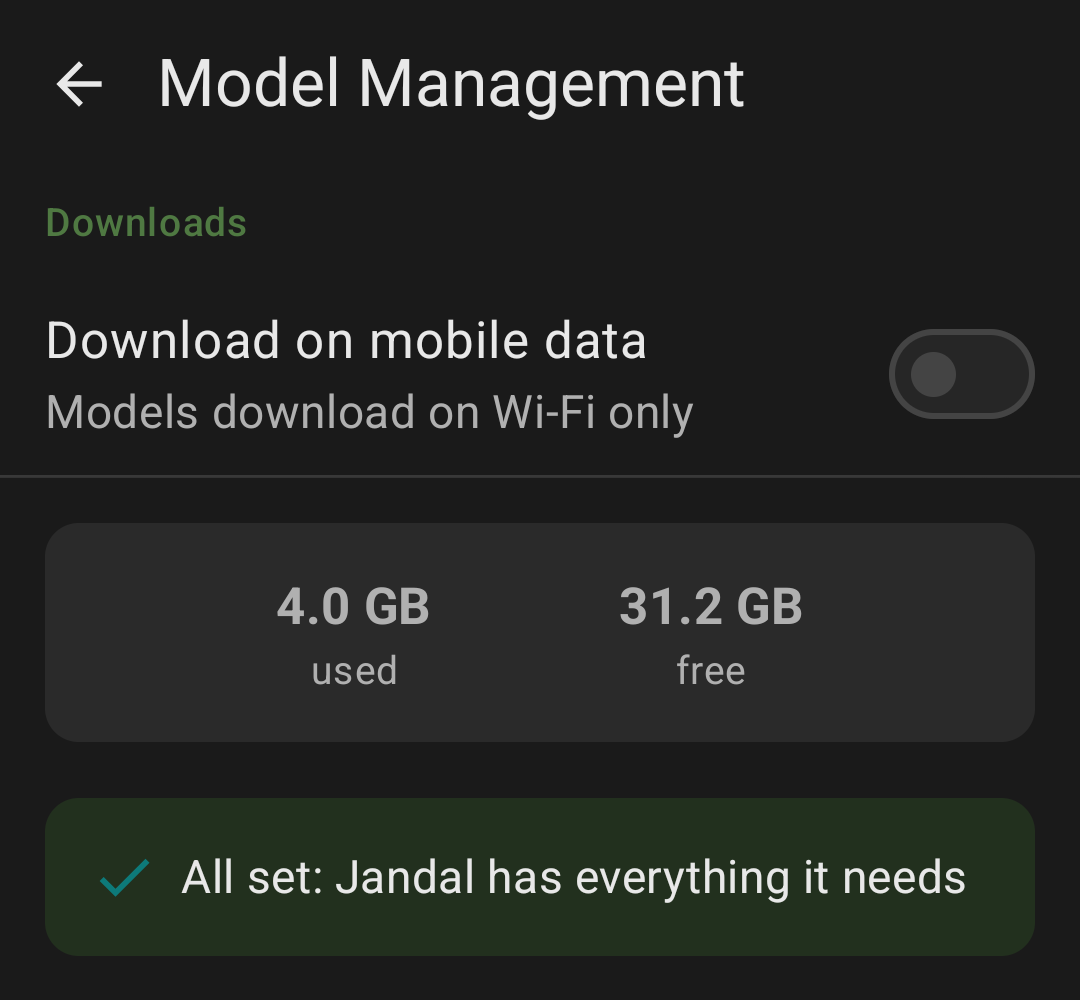 Model Management
Downloads
Download on mobile data
Models download on Wi-Fi only
4.0 GB
used
31.2 GB
free
All set: Jandal has everything it needs